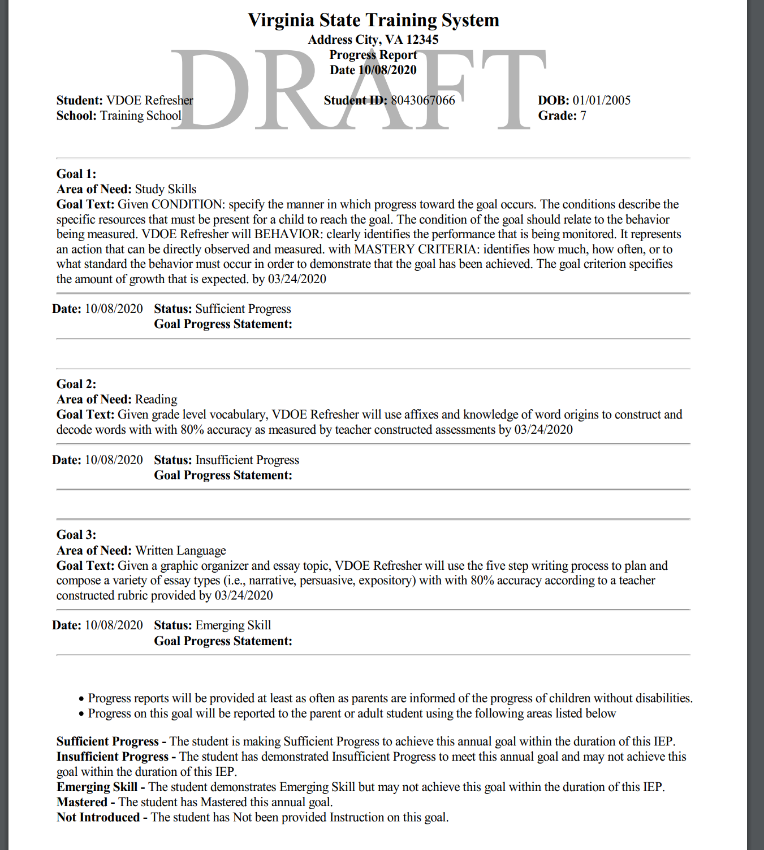 Virginia State Training System
Address City, VA 12345
Progress Report
Date 10/08/2020
DRAFT
Student: VDOE Refresher Student ID: 8043067066 DOB: 01/01/2005
School: Training School Grade: 7
Goal 1:
Area of Need: Study Skills
Goal Text: Given CONDITION: specify the manner in which progress toward the goal occurs. The conditions describe the
specific resources that must be present for a child to reach the goal. The condition of the goal should relate to the behavior
being measured. VDOE Refresher will BEHAVIOR: clearly identifies the performance that is being monitored. It represents
an action that can be directly observed and measured. with MASTERY CRITERIA: identifies how much, how often, or to
what standard the behavior must occur in order to demonstrate that the goal has been achieved. The goal criterion specifies
the amount of growth that is expected. by 03/24/2020
Date: 10/08/2020 Status: Sufficient Progress
Goal Progress Statement:
Goal 2:
Area of Need: Reading
Goal Text: Given grade level vocabulary, VDOE Refresher will use affixes and knowledge of word origins to construct and
decode words with with 80% accuracy as measured by teacher constructed assessments by 03/24/2020
Date: 10/08/2020 Status: Insufficient Progress
Goal Progress Statement:
Goal 3:
Area of Need: Written Language
Goal Text: Given a graphic organizer and essay topic, VDOE Refresher will use the five step writing process to plan and
compose a variety of essay types (i.e., narrative, persuasive, expository) with with 80% accuracy according to a teacher
constructed rubric provided by 03/24/2020
Date: 10/08/2020 Status: Emerging Skill
Goal Progress Statement:
• Progress reports will be provided at least as often as parents are informed of the progress of children without disabilities.
• Progress on this goal will be reported to the parent or adult student using the following areas listed below
Sufficient Progress - The student is making Sufficient Progress to achieve this annual goal within the duration of this IEP.
Insufficient Progress - The student has demonstrated Insufficient Progress to meet this annual goal and may not achieve this
goal within the duration of this IEP.
Emerging Skill - The student demonstrates Emerging Skill but may not achieve this goal within the duration of this IEP.
Mastered - The student has Mastered this annual goal.
Not Introduced - The student has Not been provided Instruction on this goal.